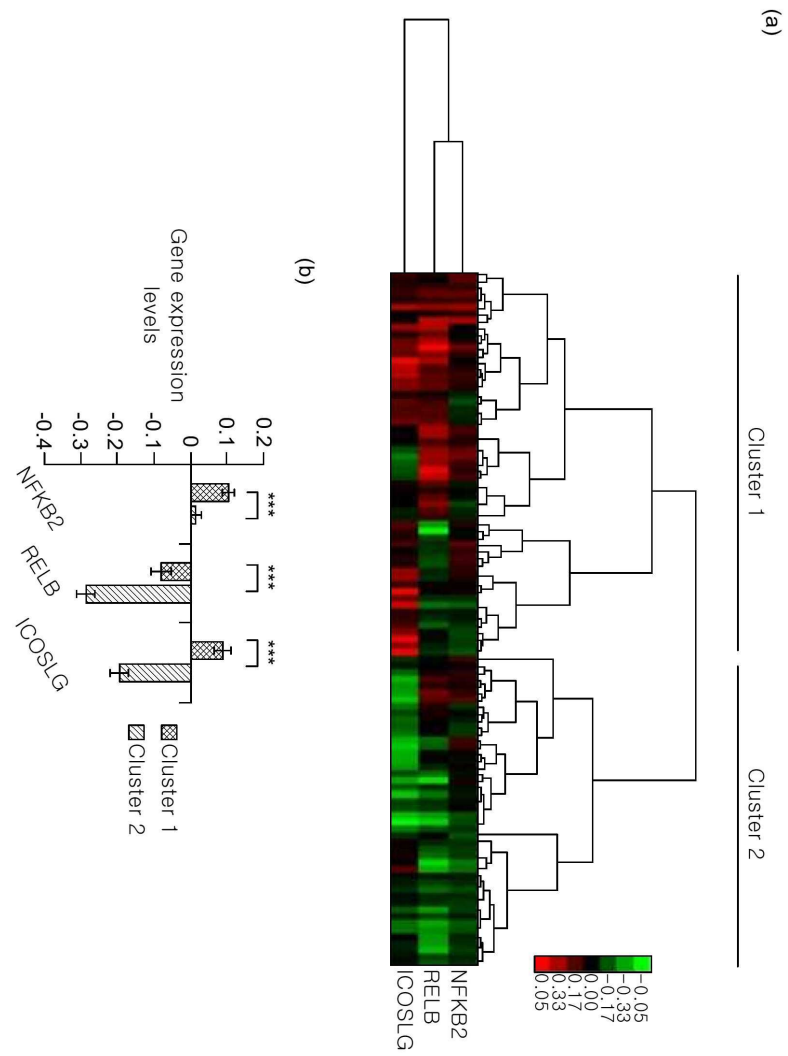 (a)
Cluster 1
Cluster 2
-0.05
-0.33
-0.17
0.00
0.17
0.33
0.05
NFKB2
RELB
ICOSLG
(b)
Gene expression
levels
0.2
0.1
0
-0.1
-0.2
-0.3
-0.4
***
***
***
NFKB2
RELB
ICOSLG
Cluster 1
Cluster 2